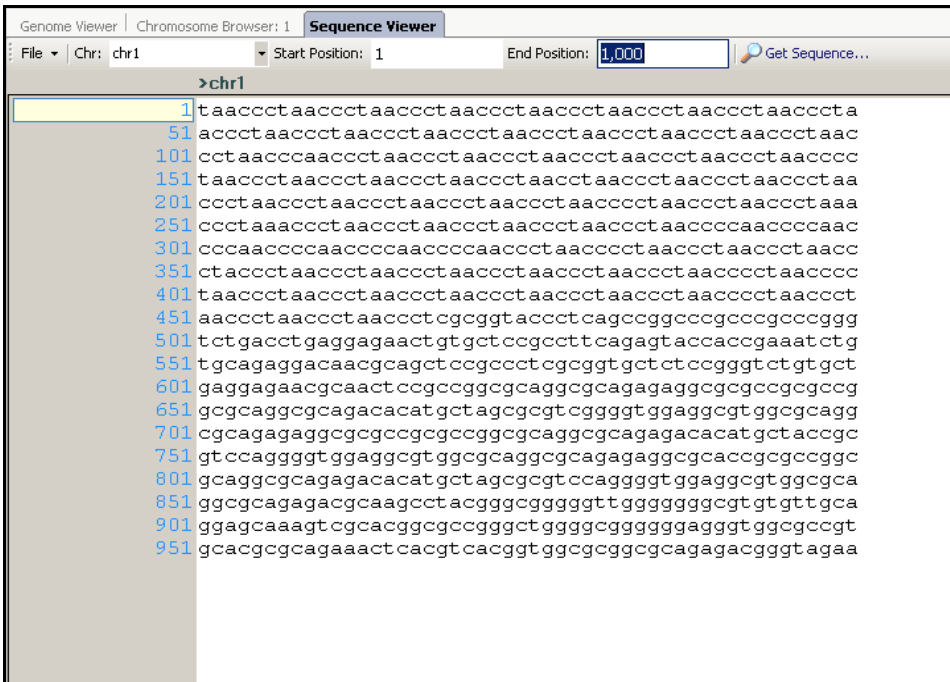 Genome Viewer Chromosome Browser: 1 Sequence Viewer
File Chr: chr1 Start Position: 1 End Position: 1,000 Get Sequence...
>chr1
1 taaccctaaccctaaccctaaccctaaccctaaccctaaccctaacccta
51 accctaaccctaaccctaaccctaaccctaaccctaaccctaaccctaac
101 cctaacccaaccctaaccctaaccctaaccctaaccctaaccctaacccc
151 taaccctaaccctaaccctaaccctaacctaaccctaaccctaaccctaa
201 ccctaaccctaaccctaaccctaaccctaacccctaaccctaaccctaaa
251 ccctaaaccctaaccctaaccctaaccctaaccctaaccccaaccccaac
301 cccaaccccaaccccaaccccaaccctaacccctaaccctaaccctaacc
351 ctaccctaaccctaaccctaaccctaaccctaaccctaacccctaacccc
401 taaccctaaccctaaccctaaccctaaccctaaccctaacccctaaccct
451 aaccctaaccctaaccctcgcggtaccctcagccggcccgcccgcccggg
501 tctgacctgaggagaactgtgctccgccttcagagtaccaccgaaatctg
551 tgcagaggacaacgcagctccgccctcgcggtgctctccgggtctgtgct
601 gaggagaacgcaactccgccggcgcaggcgcagagaggcgcgccgcgccg
651 gcgcaggcgcagacacatgctagcgcgtcggggtggaggcgtggcgcagg
701 cgcagagaggcgcgccgcgccggcgcaggcgcagagacacatgctaccgc
751 gtccaggggtggaggcgtggcgcaggcgcagagaggcgcaccgcgccggc
801 gcaggcgcagagacacatgctagcgcgtccaggggtggaggcgtggcgca
851 ggcgcagagacgcaagcctacgggcgggggttgggggggcgtgtgttgca
901 ggagcaaagtcgcacggcgccgggctggggcggggggagggtggcgccgt
951 gcacgcgcagaaactcacgtcacggtggcgcggcgcagagacgggtagaa